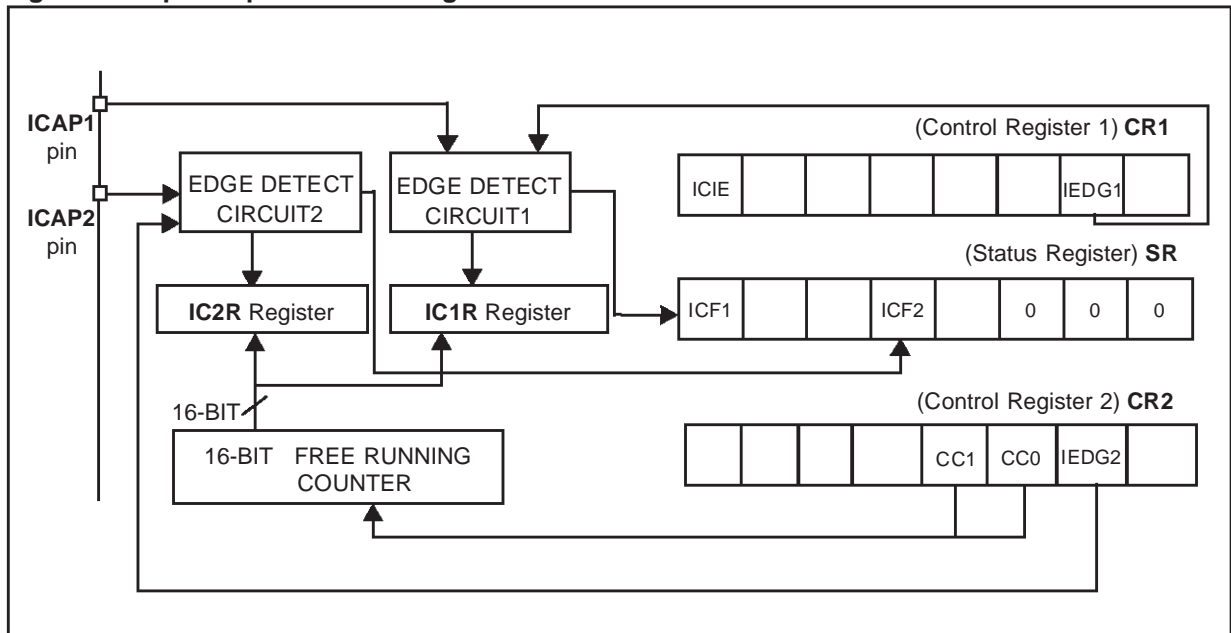 ICAP1
pin
ICAP2
pin
EDGE DETECT
CIRCUIT2
EDGE DETECT
CIRCUIT1
IC2R Register
IC1R Register
16-BIT
16-BIT FREE RUNNING
COUNTER
(Control Register 1) CR1
ICIE
IEDG1
(Status Register) SR
ICF1
ICF2
0
0
0
(Control Register 2) CR2
CC1
CC0
IEDG2